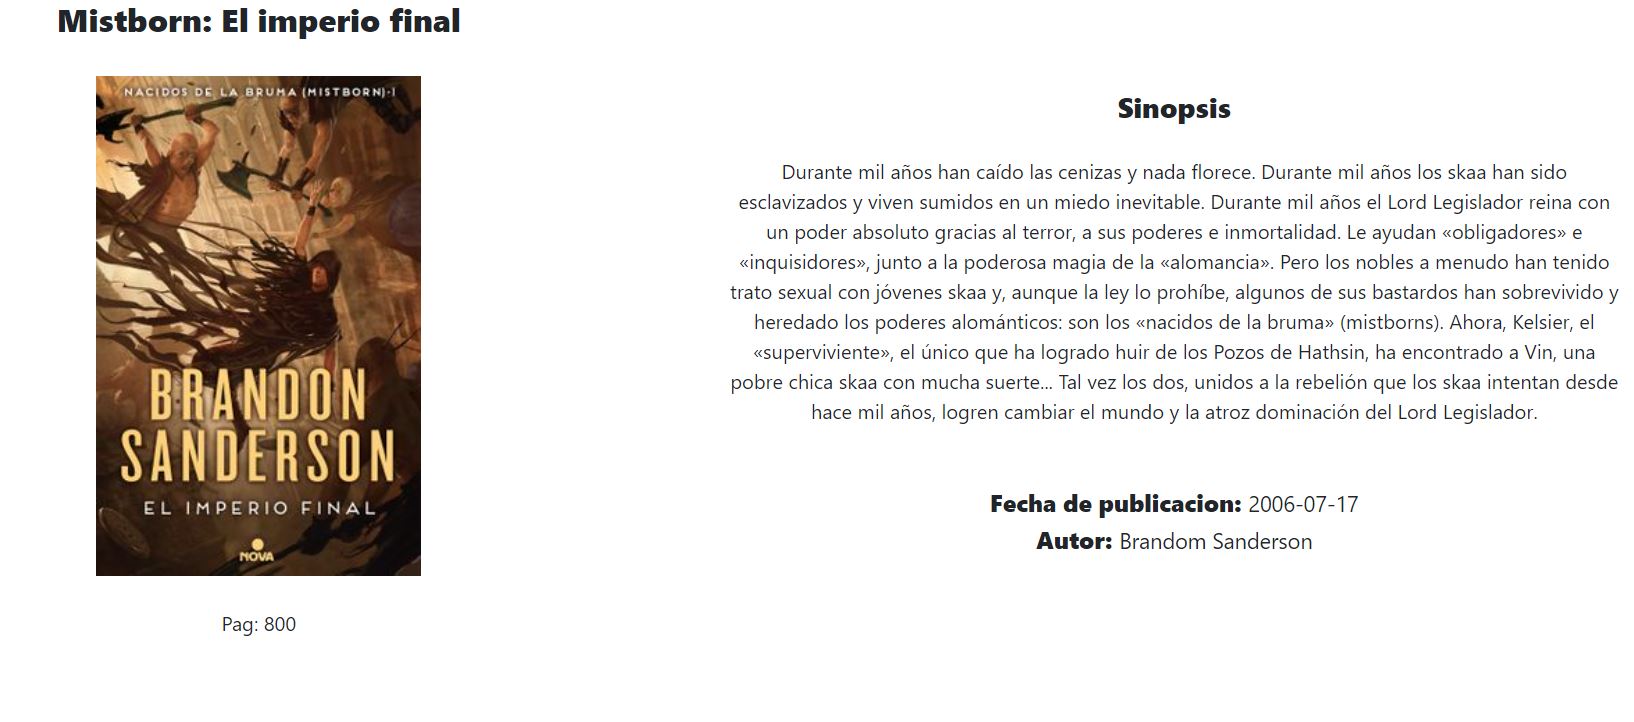 Mistborn: El imperio final
NACIDOS DE LA BRUMA (MISTBORN)·I
BRANDON
SANDERSON
EL IMPERIO FINAL
NOVA
Pag: 800
Sinopsis
Durante mil años han caído las cenizas y nada florece. Durante mil años los skaa han sido
esclavizados y viven sumidos en un miedo inevitable. Durante mil años el Lord Legislador reina con
un poder absoluto gracias al terror, a sus poderes e inmortalidad. Le ayudan «obligadores» e
«inquisidores», junto a la poderosa magia de la «alomancia». Pero los nobles a menudo han tenido
trato sexual con jóvenes skaa y, aunque la ley lo prohíbe, algunos de sus bastardos han sobrevivido y
heredado los poderes alománticos: son los «nacidos de la bruma» (mistborns). Ahora, Kelsier, el
«superviviente», el único que ha logrado huir de los Pozos de Hathsin, ha encontrado a Vin, una
pobre chica skaa con mucha suerte... Tal vez los dos, unidos a la rebelión que los skaa intentan desde
hace mil años, logren cambiar el mundo y la atroz dominación del Lord Legislador.
Fecha de publicacion: 2006-07-17
Autor: Brandom Sanderson